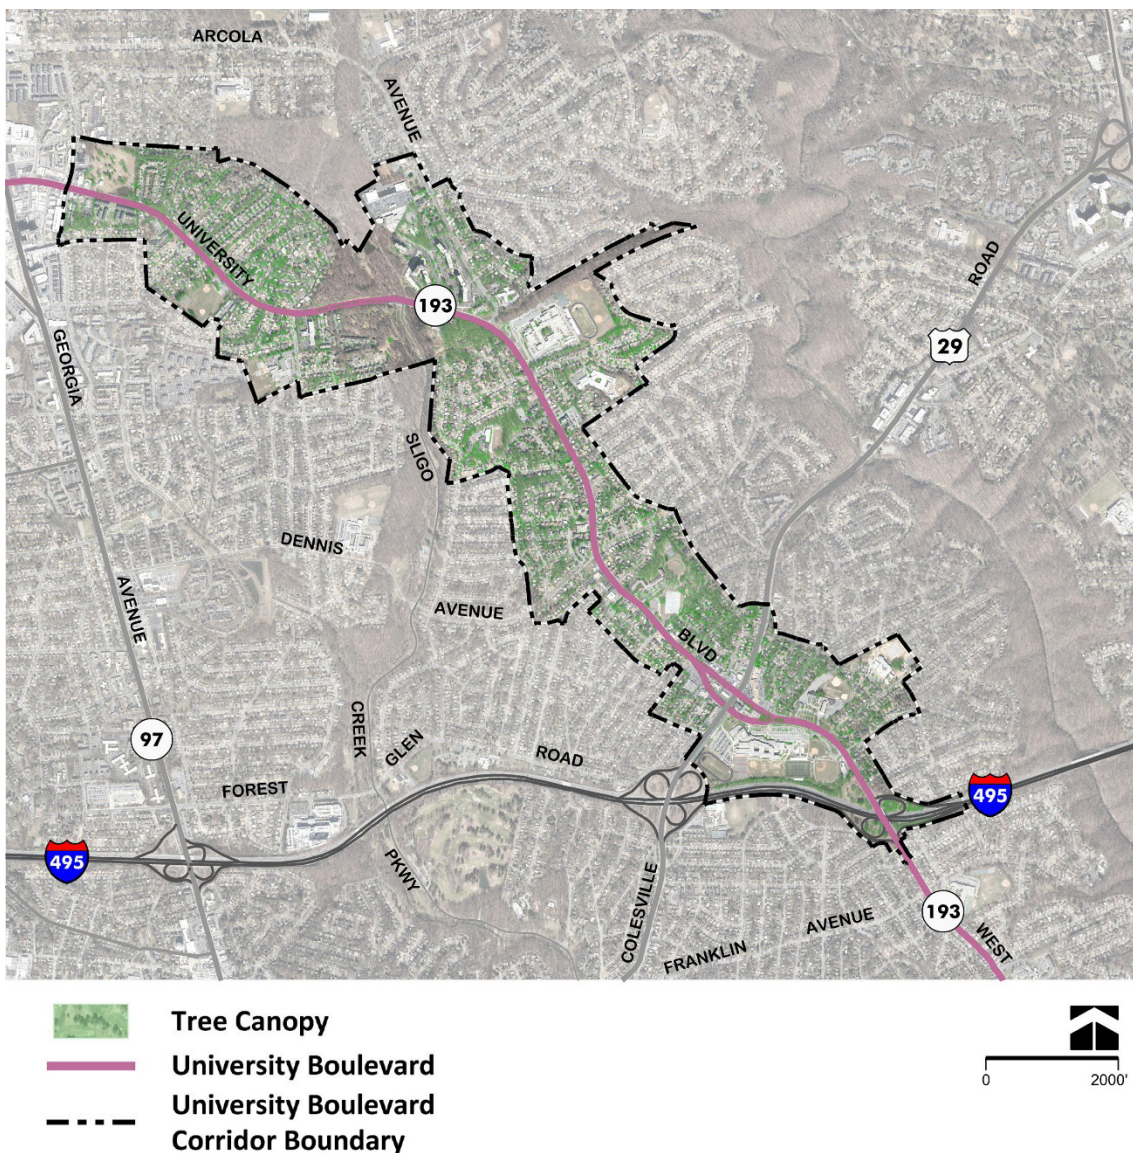 ARCOLA
AVENUE
UNIVERSITY
193
ROAD
29
GEORGIA
SLIGO
DENNIS
AVENUE
AVENUE
BLVD
97
CREEK
GLEN
ROAD
FOREST
495
495
PKWY
COLESVILLE
AVENUE
193
WEST
FRANKLIN
Tree Canopy
University Boulevard
University Boulevard
Corridor Boundary
0 2000'